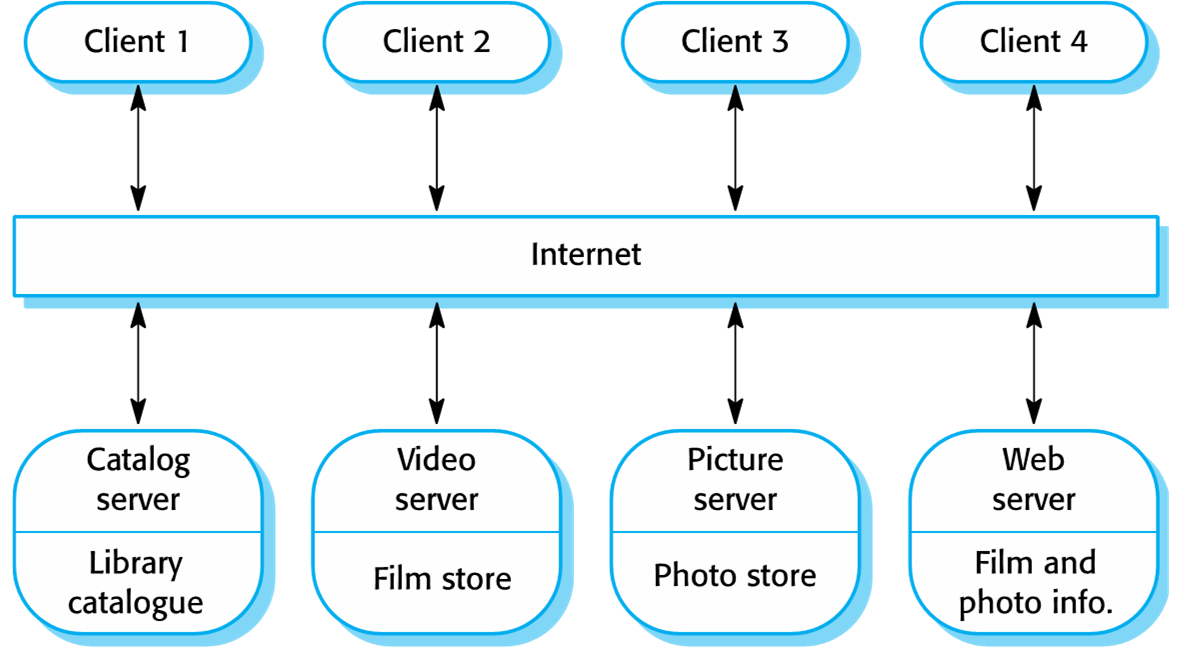 Client 1
Client 2
Client 3
Client 4
Internet
Catalog
server
Library
catalogue
Video
server
Film store
Picture
server
Photo store
Web
server
Film and
photo info.